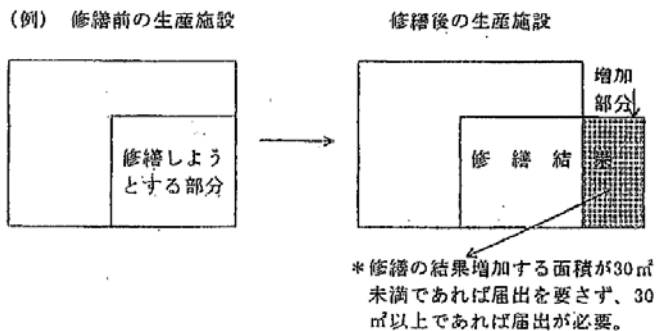 (例) 修繕前の生産施設
修繕後の生産施設
増加
部分
修繕しよう
とする部分
修繕結果
*修繕の結果増加する面積が30㎡
未満であれば届出を要さず、30
㎡以上であれば届出が必要。